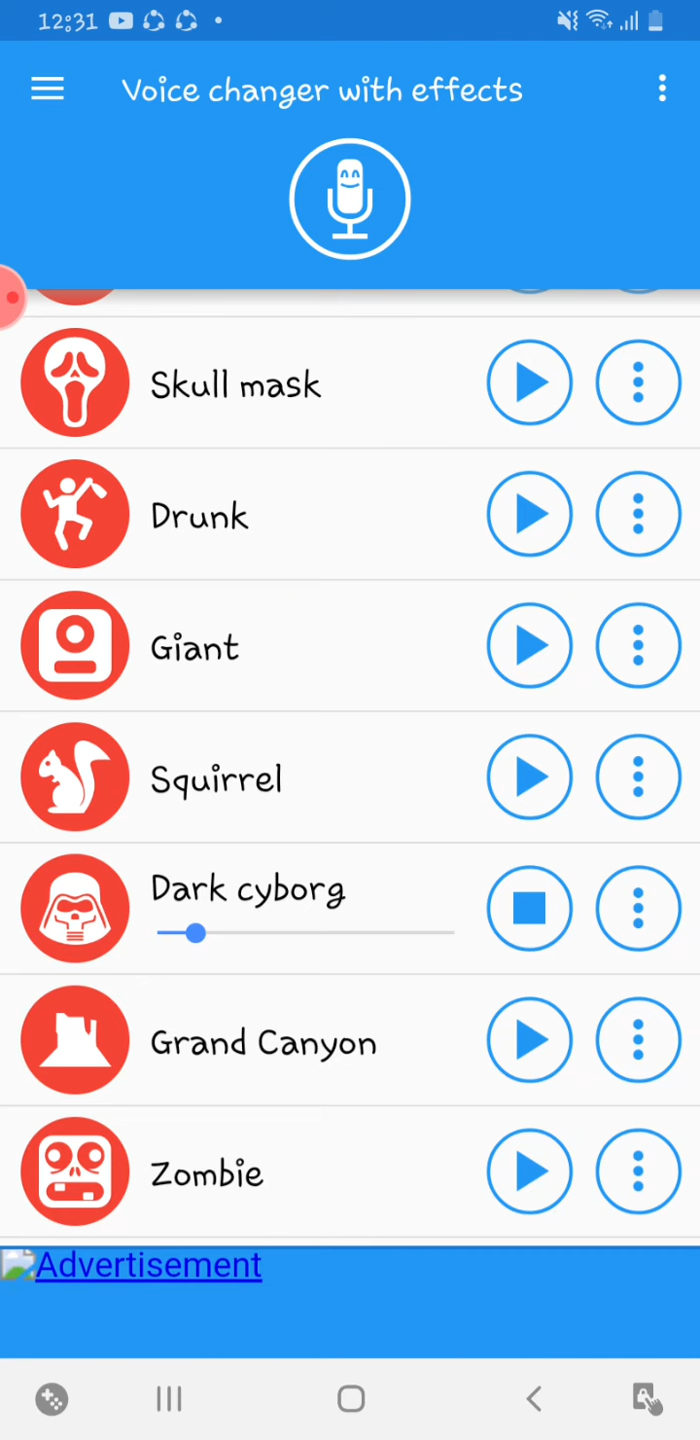 12:31
Voice changer with effects
Skull mask
Drunk
Giant
Squirrel
Dark cyborg
Grand Canyon
Zombie
Advertisement